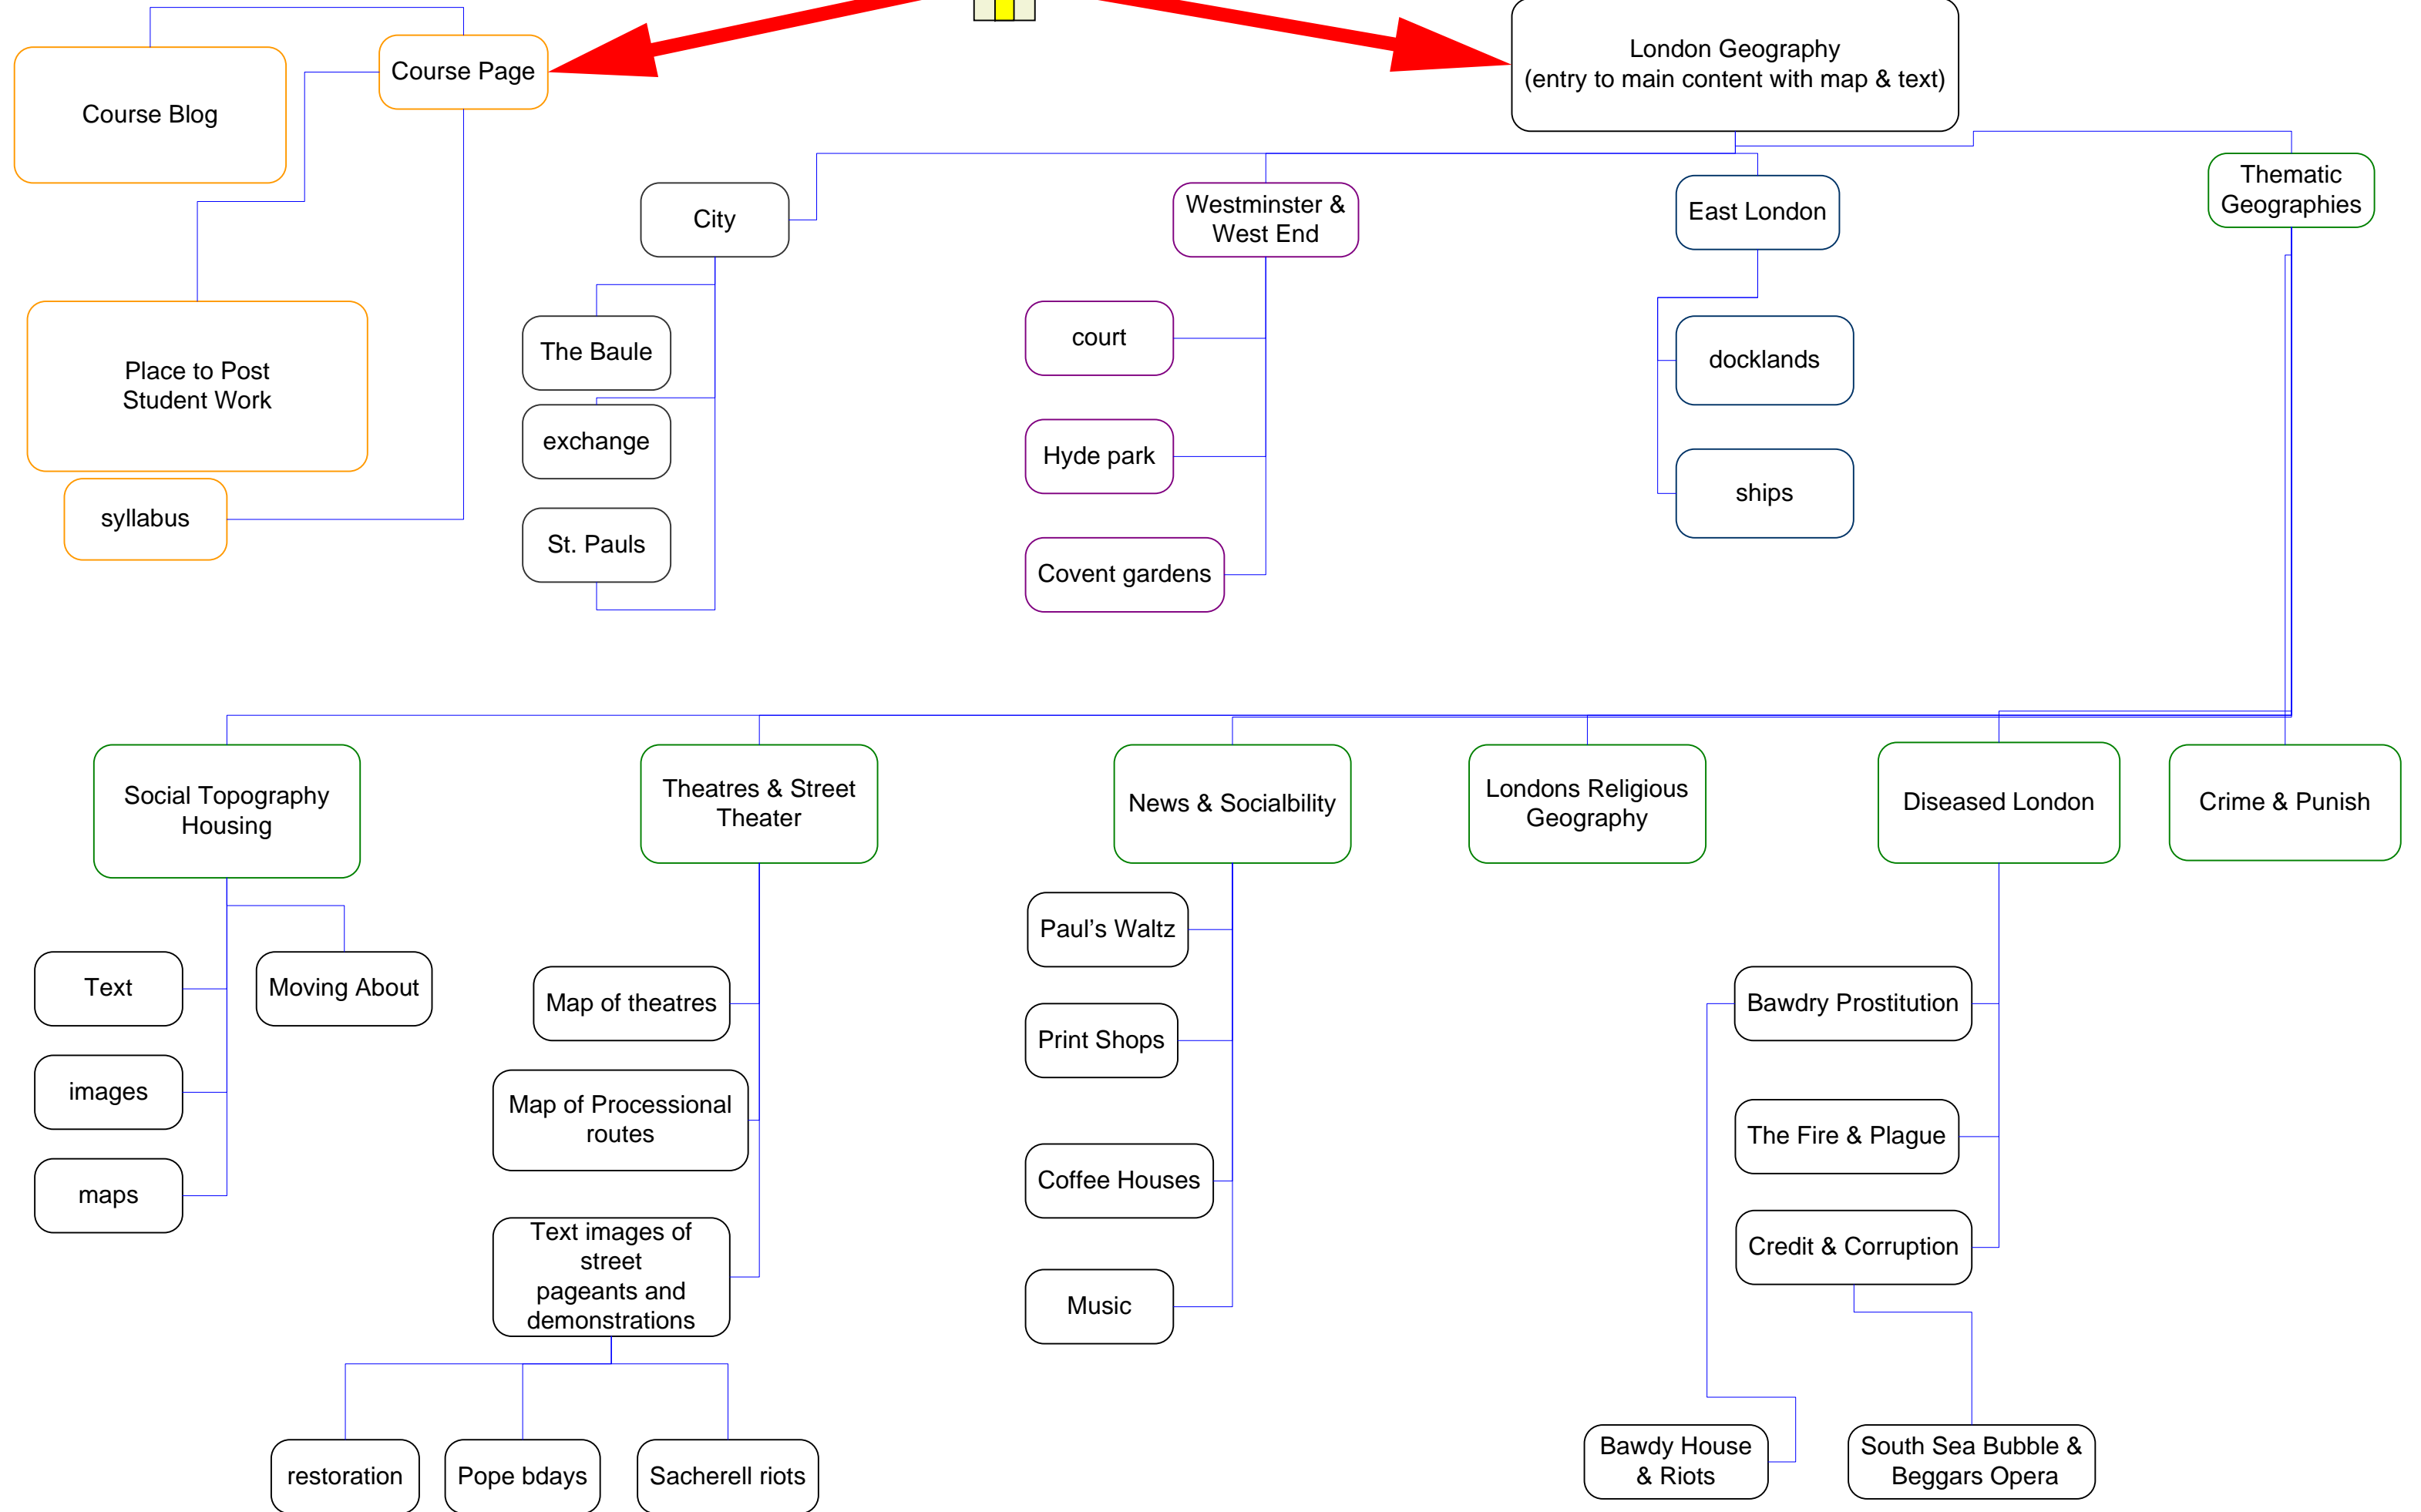 Course Page
London Geography
(entry to main content with map & text)
Course Blog
Thematic
Geographies
City
Westminster &
West End
East London
The Baule
court
docklands
Place to Post
Student Work
exchange
Hyde park
ships
syllabus
St. Pauls
Covent gardens
Social Topography
Housing
Theatres & Street
Theater
News & Socialbility
Londons Religious
Geography
Diseased London
Crime & Punish
Paul’s Waltz
Text
Moving About
Map of theatres
Print Shops
Bawdry Prostitution
images
Map of Processional
routes
The Fire & Plague
maps
Coffee Houses
Text images of
street
pageants and
demonstrations
Credit & Corruption
Music
restoration
Pope bdays
Sacherell riots
Bawdy House
& Riots
South Sea Bubble &
Beggars Opera